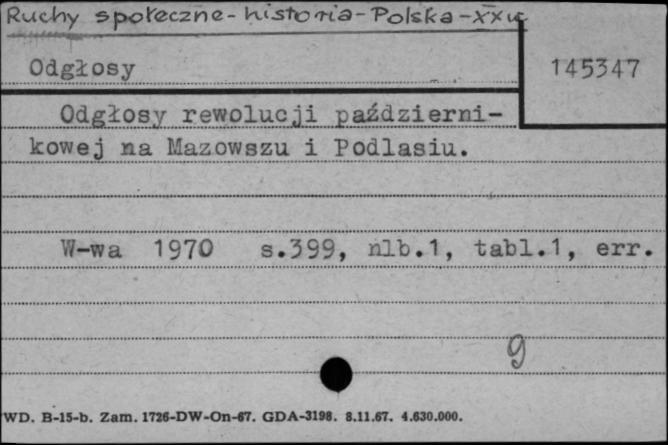 Ruchy społeczne - historia - Polska - XX w
Odgłosy
145347
Odgłosy rewolucji październi-
kowej na Mazowszu i Podlasiu.
W-wa 1970 s.399, nlb.1, tabl.1, err.
9
WD. B-15-b. Zam. 1726-DW-On-67. GDA-3198. 8.11.67. 4.630.000.